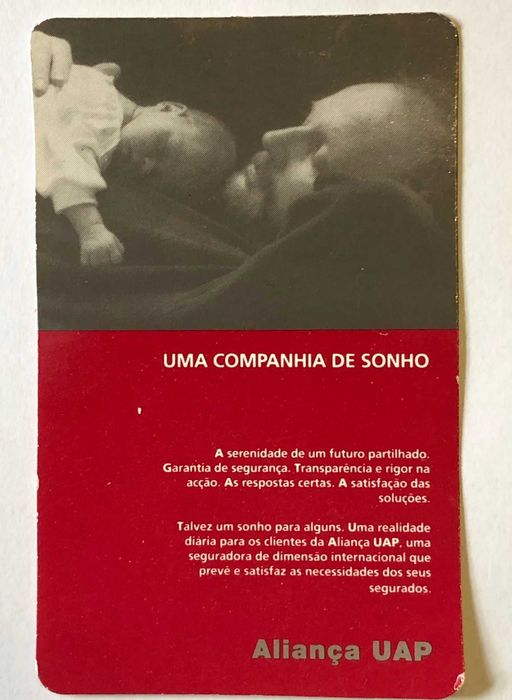 UMA COMPANHIA DE SONHO
A serenidade de um futuro partilhado.
Garantia de segurança. Transparência e rigor na
acção. As respostas certas. A satisfação das
soluções.
Talvez um sonho para alguns. Uma realidade
diária para os clientes da Aliança UAP, uma
seguradora de dimensão internacional que
prevê e satisfaz as necessidades dos seus
segurados.
Aliança UAP